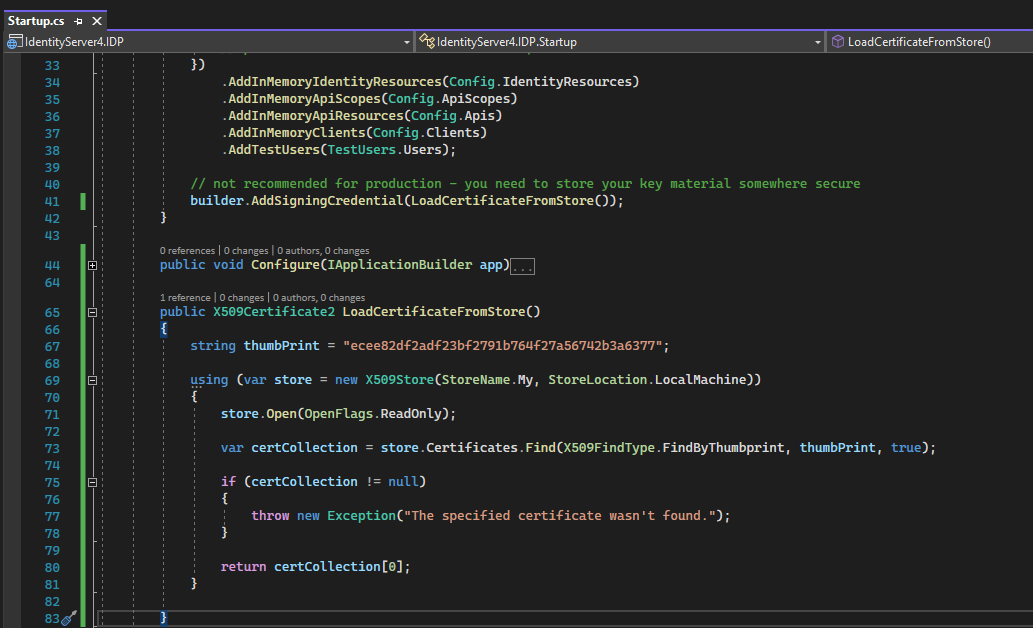 Startup.cs
IdentityServer4.IDP
IdentityServer4.IDP.Startup
LoadCertificateFromStore()
33 })
34 .AddInMemoryIdentityResources(Config.IdentityResources)
35 .AddInMemoryApiScopes(Config.ApiScopes)
36 .AddInMemoryApiResources(Config.Apis)
37 .AddInMemoryClients(Config.Clients)
38 .AddTestUsers(TestUsers.Users);
39
40 // not recommended for production - you need to store your key material somewhere secure
41 builder.AddSigningCredential(LoadCertificateFromStore());
42 }
43
0 references | 0 changes | 0 authors, 0 changes
44 public void Configure(IApplicationBuilder app)...
64
1 reference | 0 changes | 0 authors, 0 changes
65 public X509Certificate2 LoadCertificateFromStore()
66 {
67 string thumbPrint = "ecee82df2adf23bf2791b764f27a56742b3a6377";
68
69 using (var store = new X509Store(StoreName.My, StoreLocation.LocalMachine))
70 {
71 store.Open(OpenFlags.ReadOnly);
72
73 var certCollection = store.Certificates.Find(X509FindType.FindByThumbprint, thumbPrint, true);
74
75 if (certCollection != null)
76 {
77 throw new Exception("The specified certificate wasn't found.");
78 }
79
80 return certCollection[0];
81 }
82
83 }